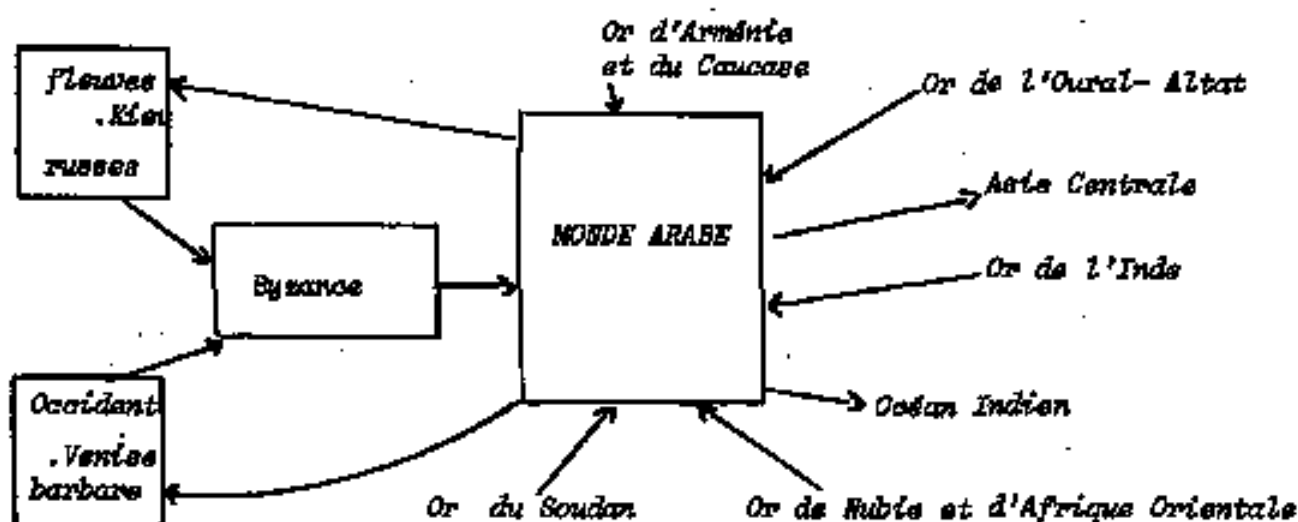 Or d'Arménie
et du Caucase
fleuves
.Kiev
russes
Or de l'Oural- Altaï
Asie Centrale
MONDE ARABE
Byzance
Or de l'Inde
Occident
.Venise
barbare
Océan Indien
Or du Soudan
Or de Nubie et d'Afrique Orientale